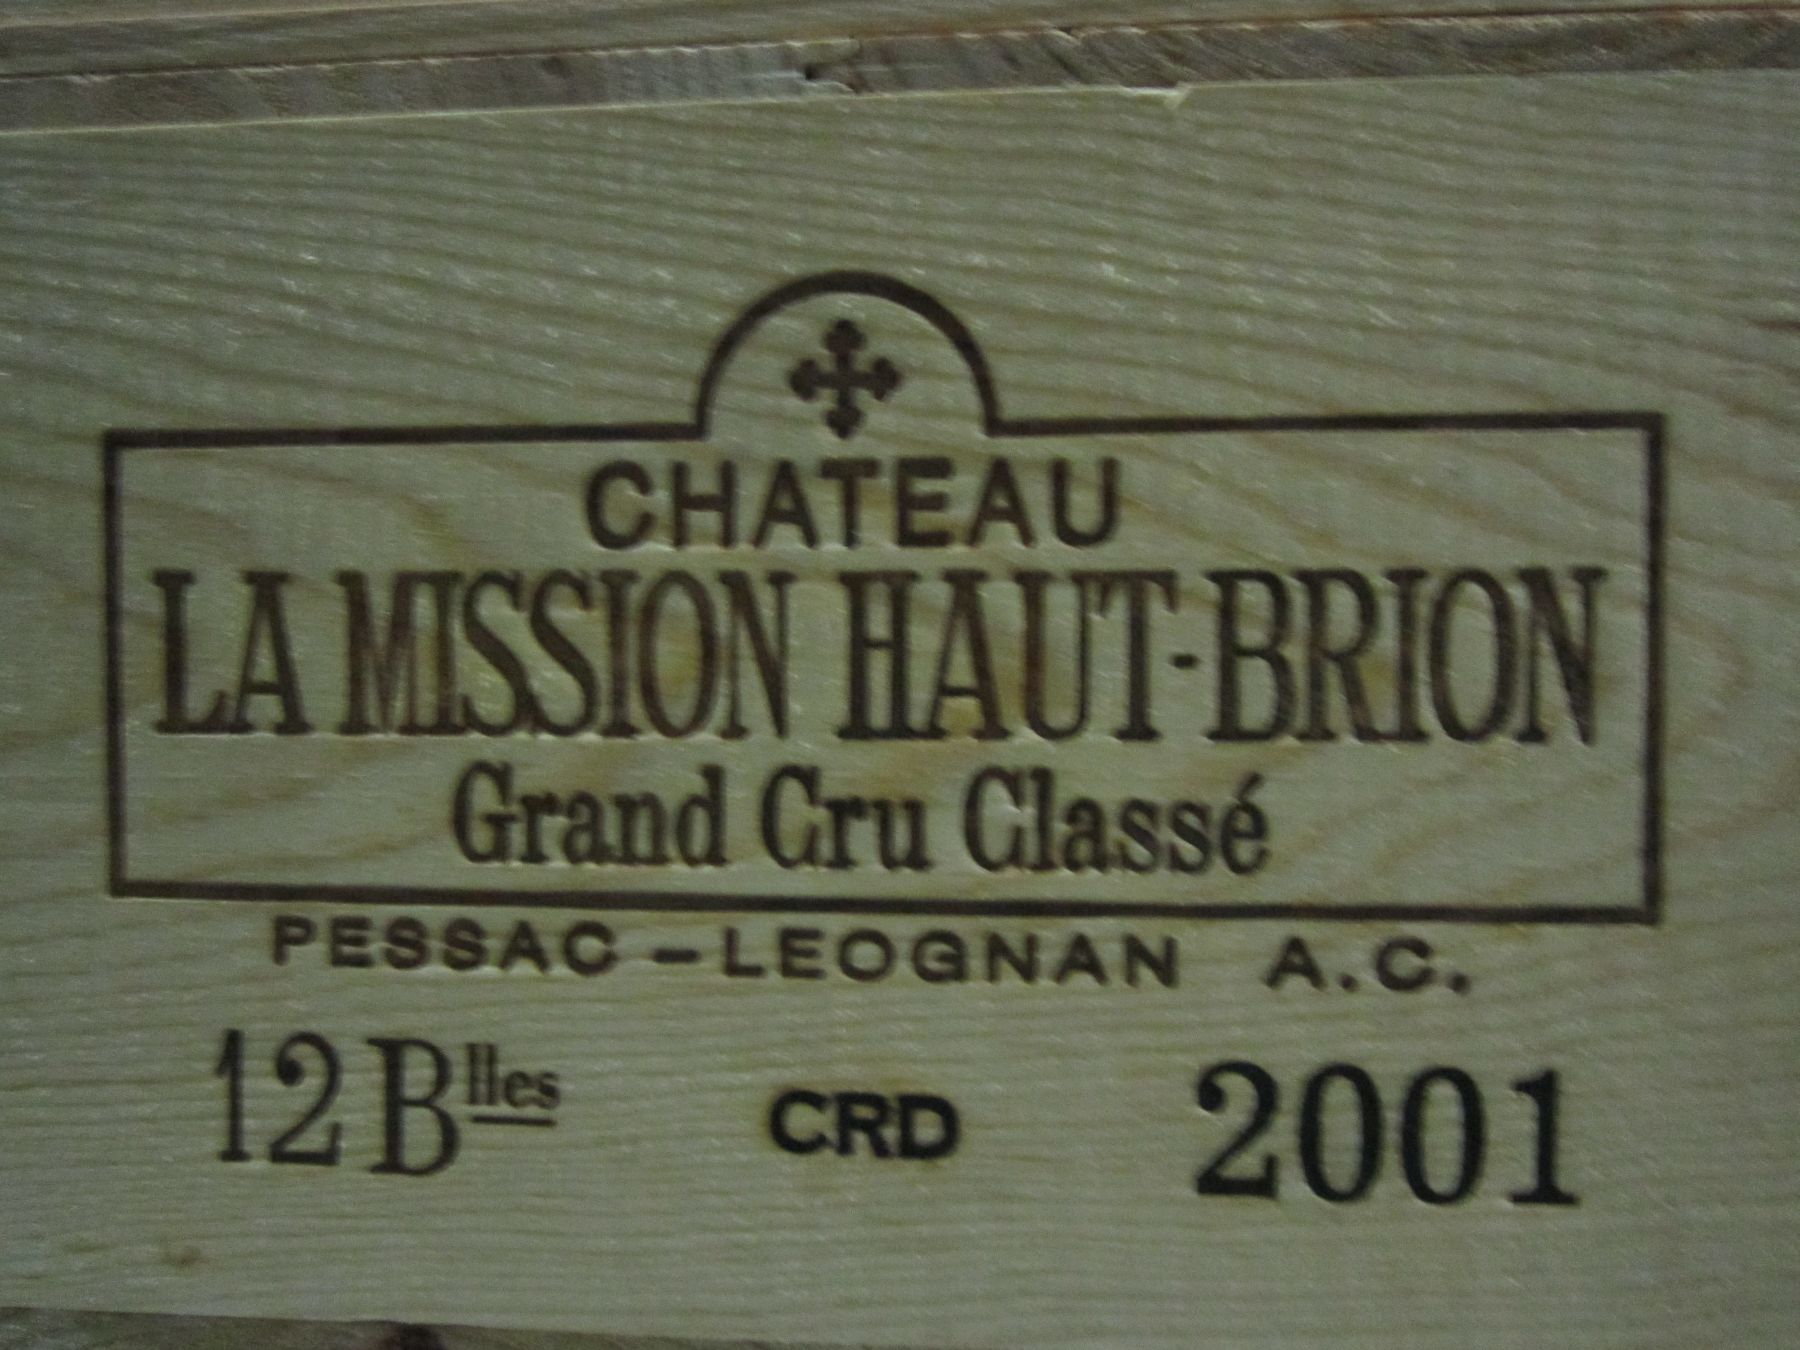 CHATEAU
LA MISSION HAUT-BRION
Grand Cru Classé
PESSAC-LEOGNAN A.C.
12 Blles CRD 2001